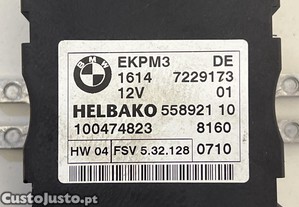 BMW
EKPM3 DE
1614 7229173
12V 01
HELBAKO 558921 10
100474823 8160
HW 04 FSV 5.32.128 0710
CustoJusto.pt